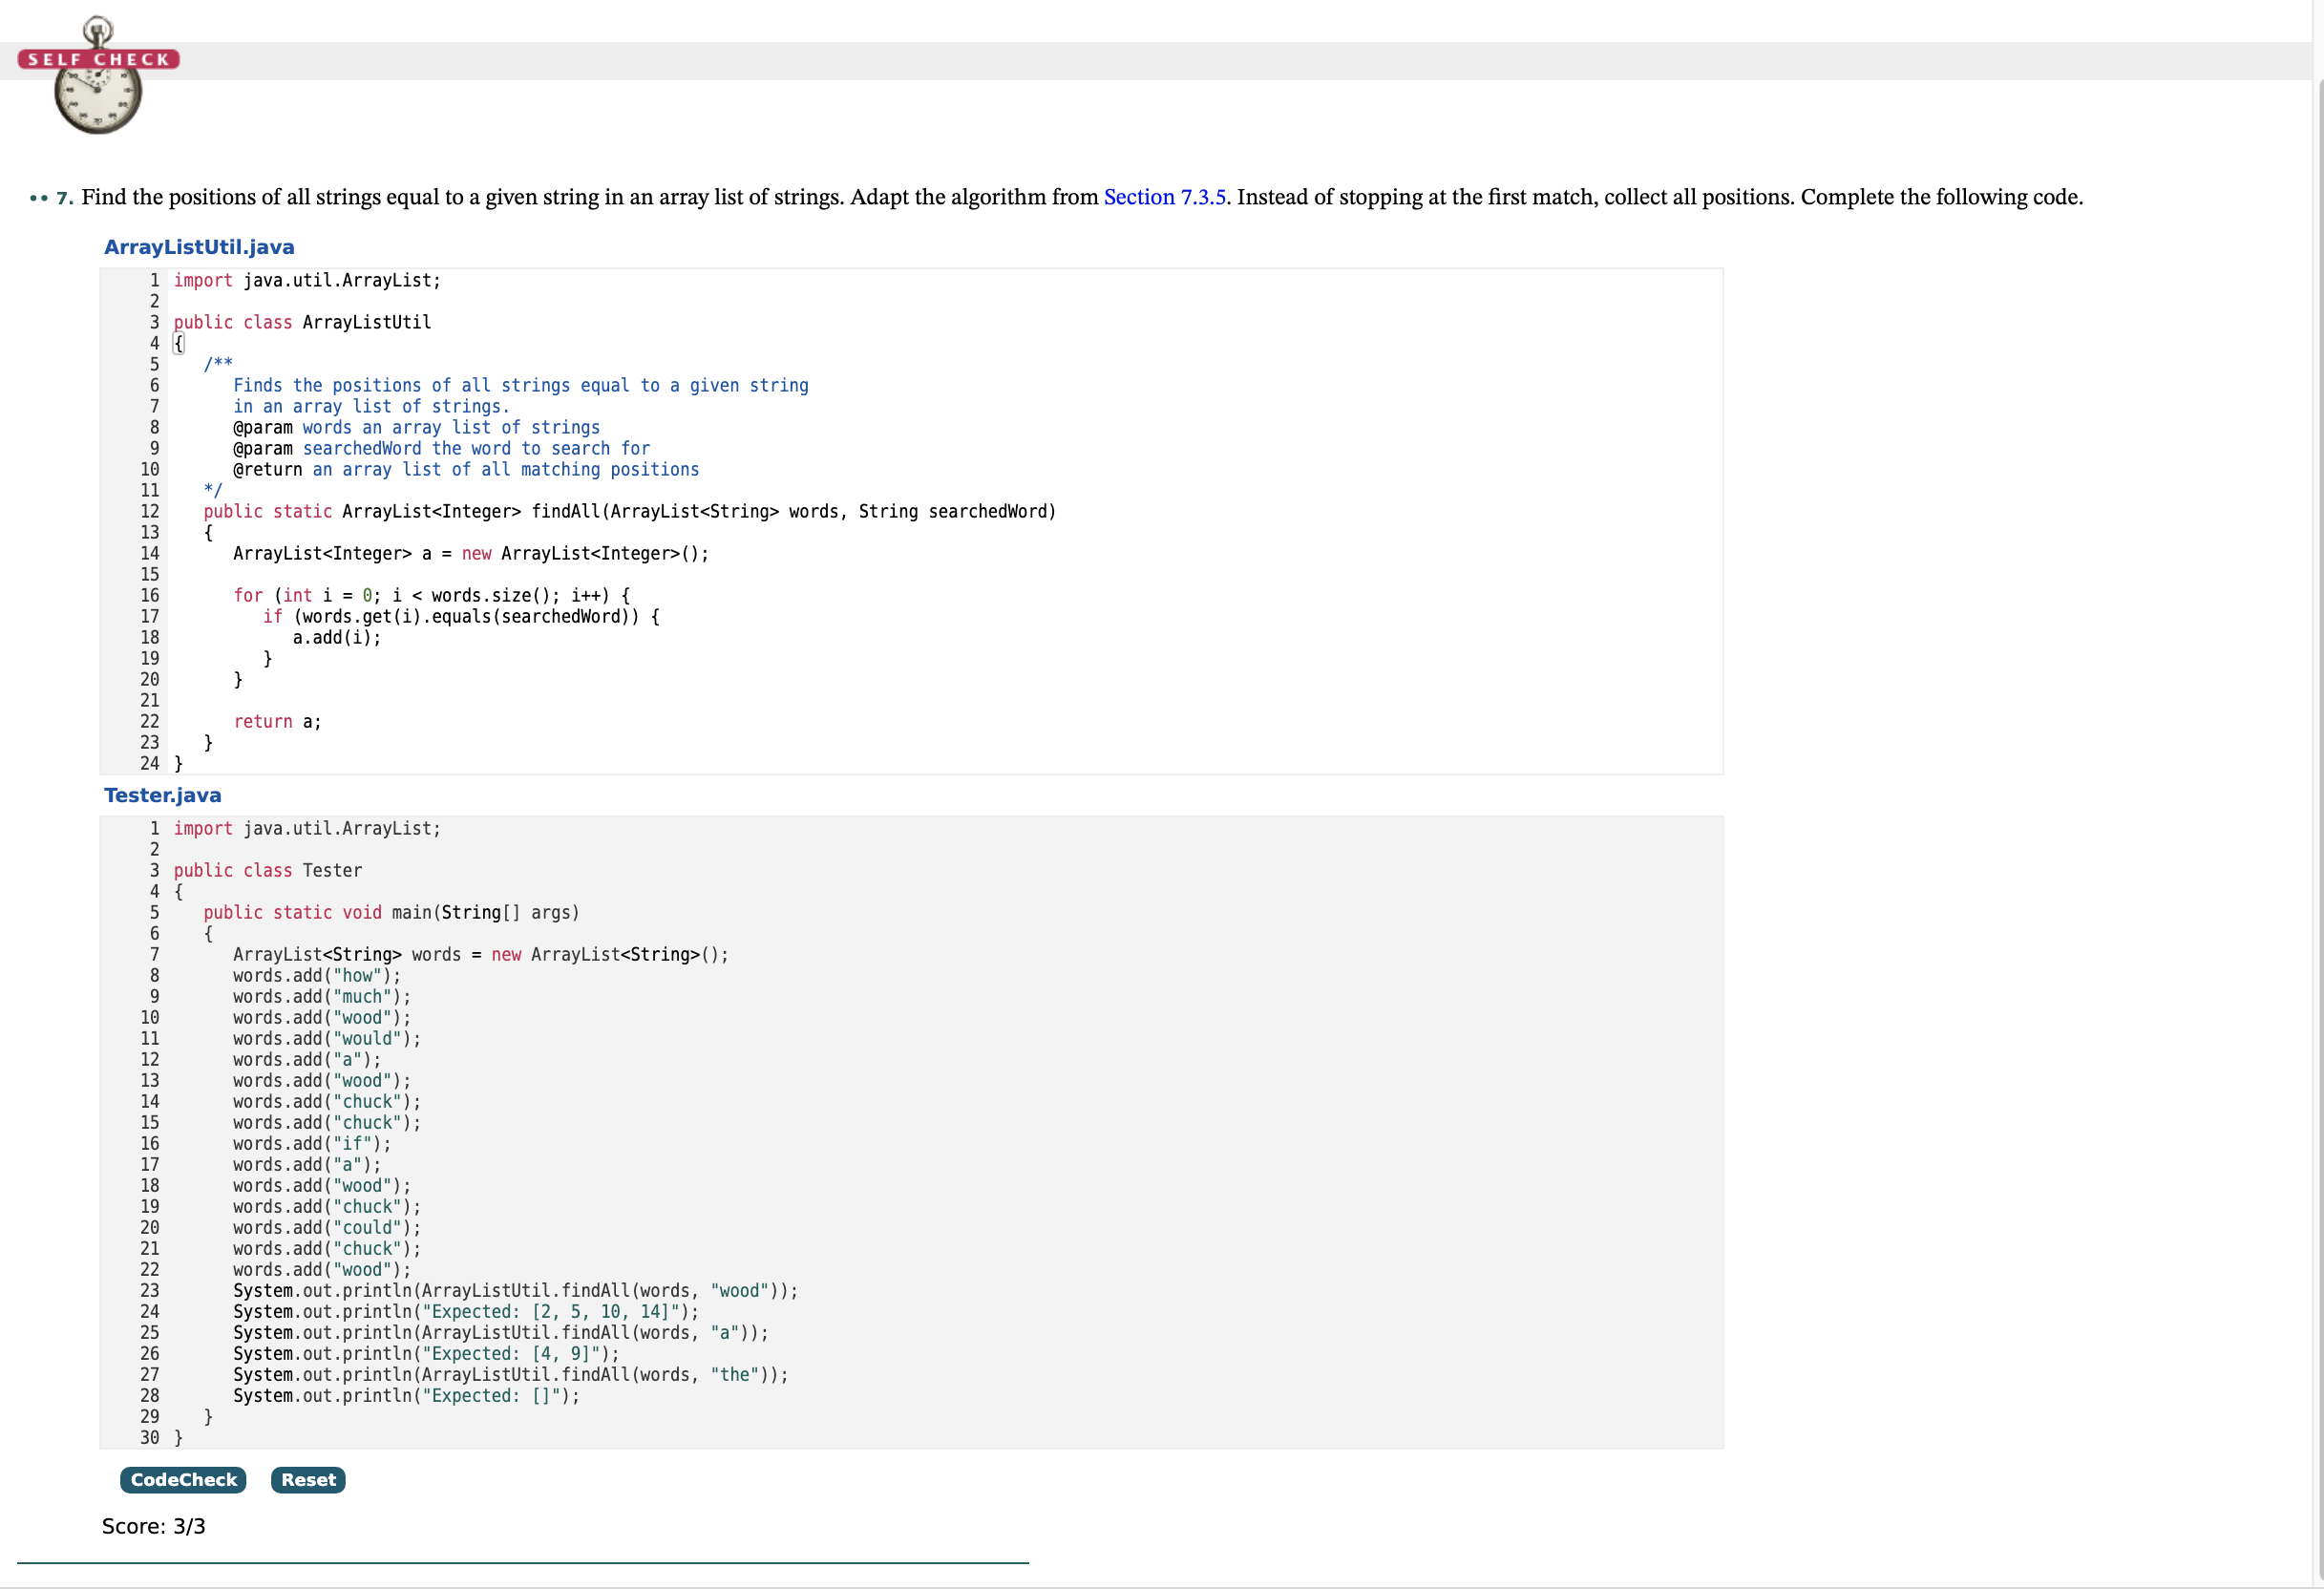 SELF CHECK
•• 7. Find the positions of all strings equal to a given string in an array list of strings. Adapt the algorithm from Section 7.3.5. Instead of stopping at the first match, collect all positions. Complete the following code.
ArrayListUtil.java
1 import java.util.ArrayList;
2
3 public class ArrayListUtil
4 {
5    /**
6       Finds the positions of all strings equal to a given string
7       in an array list of strings.
8       @param words an array list of strings
9       @param searchedWord the word to search for
10       @return an array list of all matching positions
11    */
12    public static ArrayList<Integer> findAll(ArrayList<String> words, String searchedWord)
13    {
14       ArrayList<Integer> a = new ArrayList<Integer>();
15
16       for (int i = 0; i < words.size(); i++) {
17          if (words.get(i).equals(searchedWord)) {
18             a.add(i);
19          }
20       }
21
22       return a;
23    }
24 }
Tester.java
1 import java.util.ArrayList;
2
3 public class Tester
4 {
5    public static void main(String[] args)
6    {
7       ArrayList<String> words = new ArrayList<String>();
8       words.add("how");
9       words.add("much");
10       words.add("wood");
11       words.add("would");
12       words.add("a");
13       words.add("wood");
14       words.add("chuck");
15       words.add("chuck");
16       words.add("if");
17       words.add("a");
18       words.add("wood");
19       words.add("chuck");
20       words.add("could");
21       words.add("chuck");
22       words.add("wood");
23       System.out.println(ArrayListUtil.findAll(words, "wood"));
24       System.out.println("Expected: [2, 5, 10, 14]");
25       System.out.println(ArrayListUtil.findAll(words, "a"));
26       System.out.println("Expected: [4, 9]");
27       System.out.println(ArrayListUtil.findAll(words, "the"));
28       System.out.println("Expected: []");
29    }
30 }
CodeCheck Reset
Score: 3/3